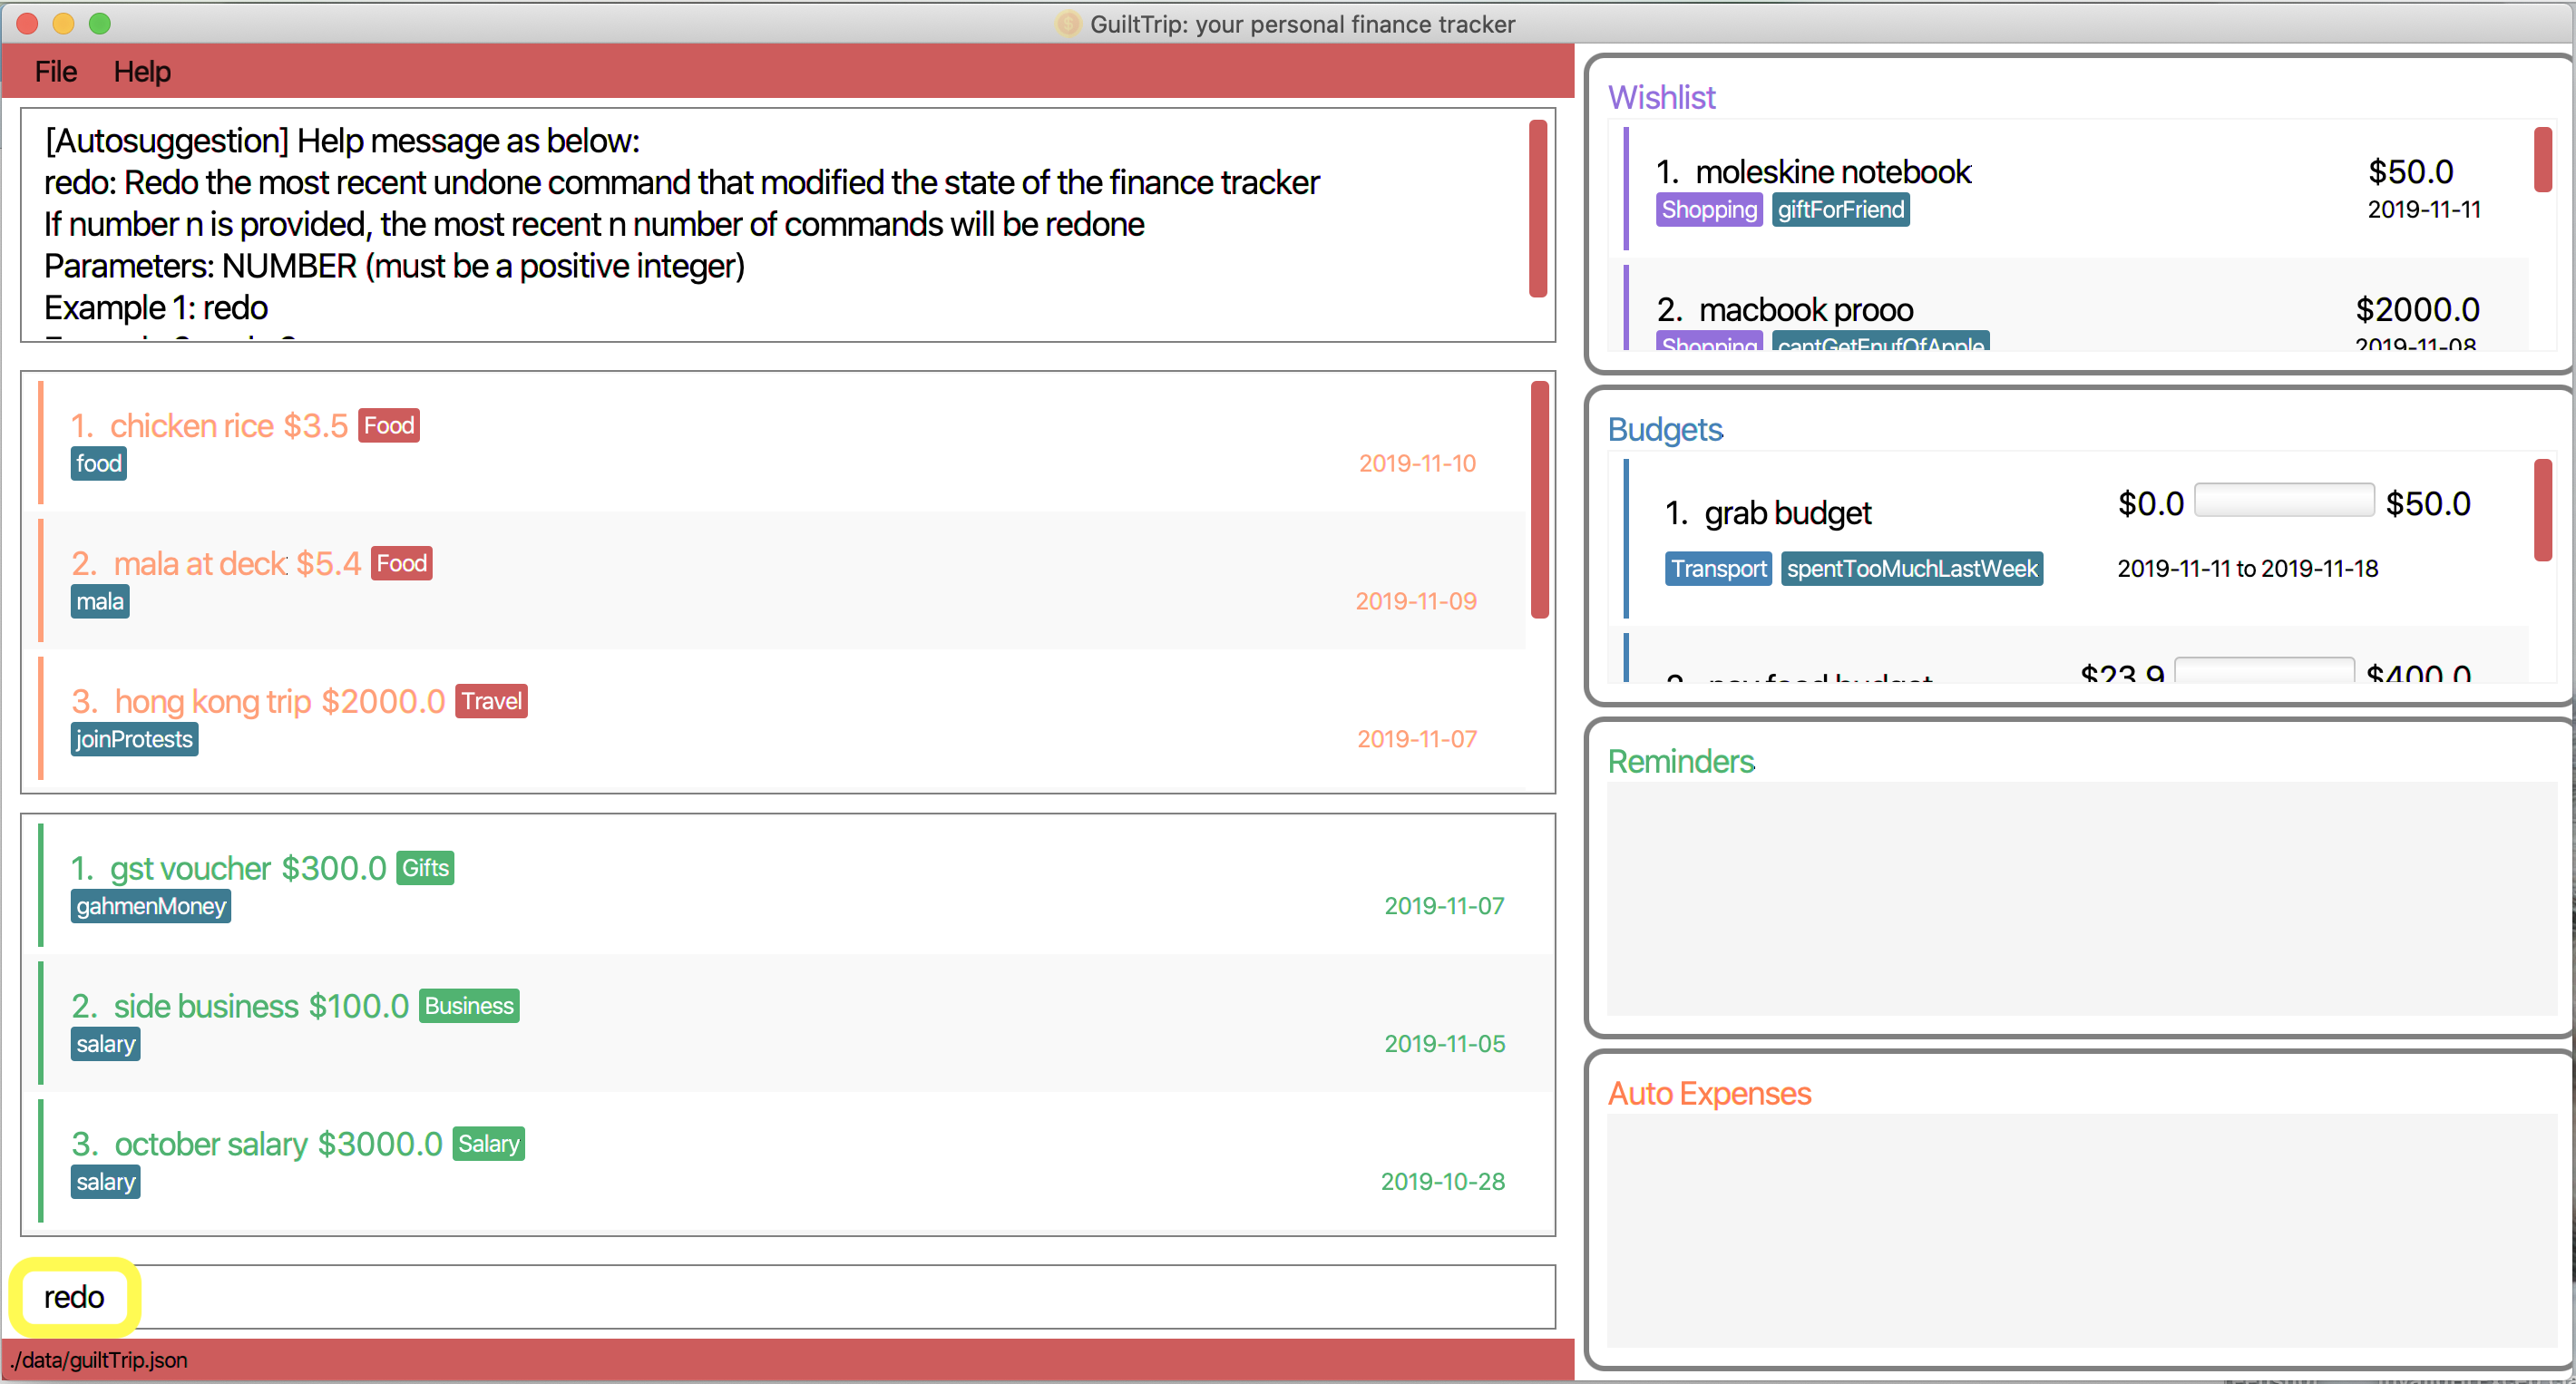 GuiltTrip: your personal finance tracker
File Help
[Autosuggestion] Help message as below:
redo: Redo the most recent undone command that modified the state of the finance tracker
If number n is provided, the most recent n number of commands will be redone
Parameters: NUMBER (must be a positive integer)
Example 1: redo
1. chicken rice $3.5 Food
food 2019-11-10
2. mala at deck $5.4 Food
mala 2019-11-09
3. hong kong trip $2000.0 Travel
joinProtests 2019-11-07
1. gst voucher $300.0 Gifts
gahmenMoney 2019-11-07
2. side business $100.0 Business
salary 2019-11-05
3. october salary $3000.0 Salary
salary 2019-10-28
redo
./data/guiltTrip.json
Wishlist
1. moleskine notebook $50.0
Shopping giftForFriend 2019-11-11
2. macbook prooo $2000.0
Shopping cantGetEnufOfApple 2019-11-08
Budgets
1. grab budget $0.0 $50.0
Transport spentTooMuchLastWeek 2019-11-11 to 2019-11-18
$23.9 $400.0
Reminders
Auto Expenses